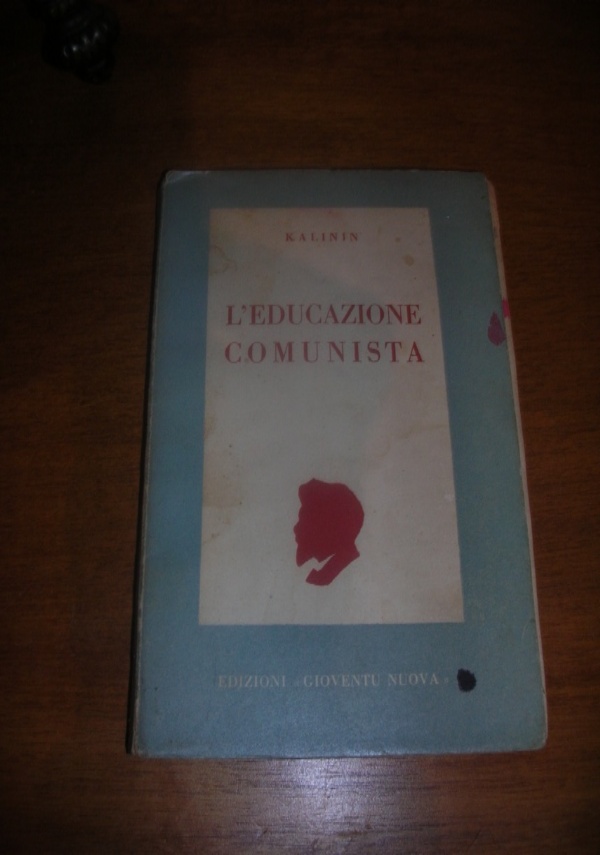 KALININ
L'EDUCAZIONE
COMUNISTA
EDIZIONI «GIOVENTU NUOVA»